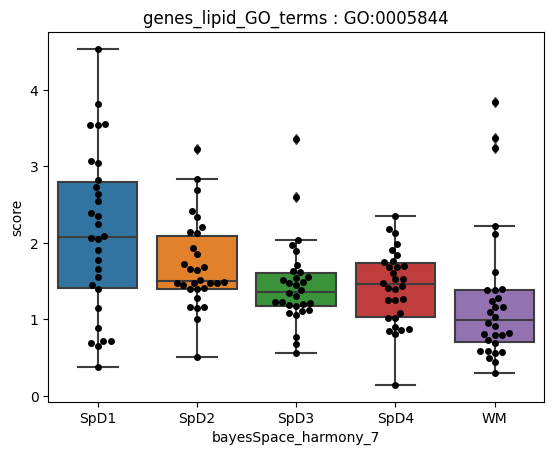 genes_lipid_GO_terms : GO:0005844
score
4
3
2
1
0
SpD1 SpD2 SpD3 SpD4 WM
bayesSpace_harmony_7